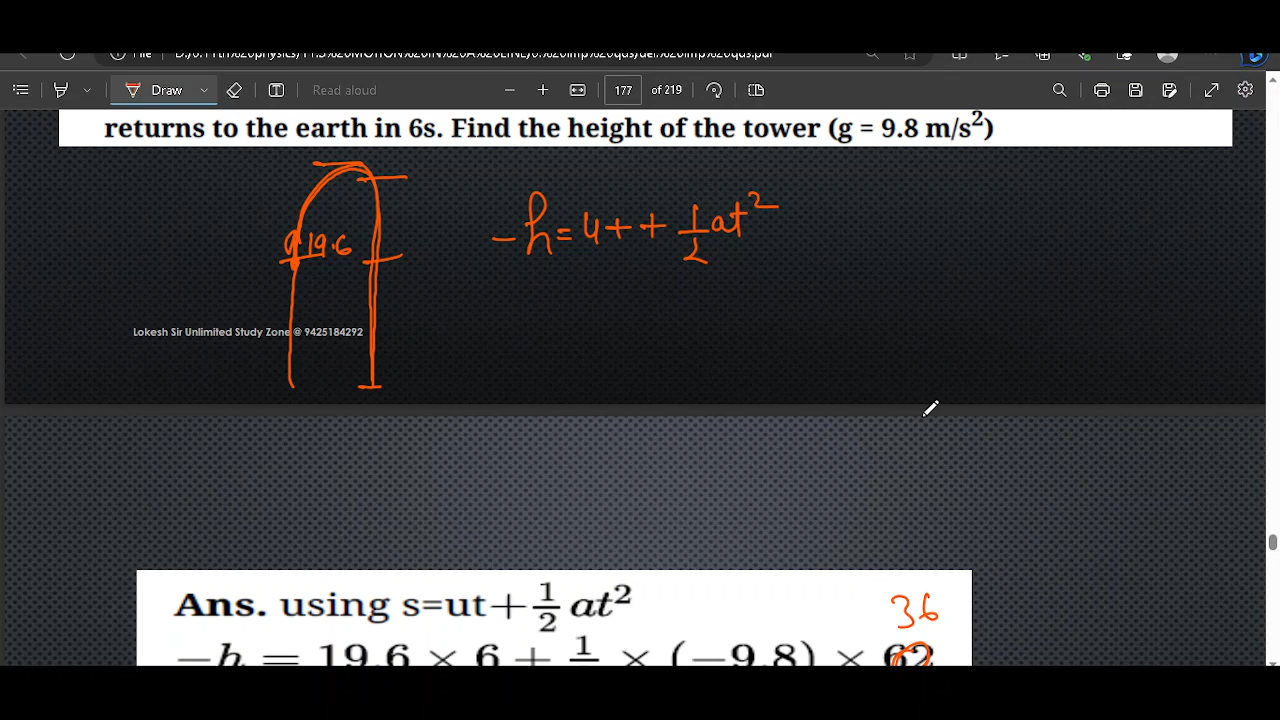 Draw
Read aloud
177 of 219
returns to the earth in 6s. Find the height of the tower (g = 9.8 m/s²)
19.6
-h = ut + 1/2 at²
Lokesh Sir Unlimited Study Zone @ 9425184292
Ans. using s=ut+1/2 at²
36
-h = 19.6 × 6 + 1 × (-9.8) × 62